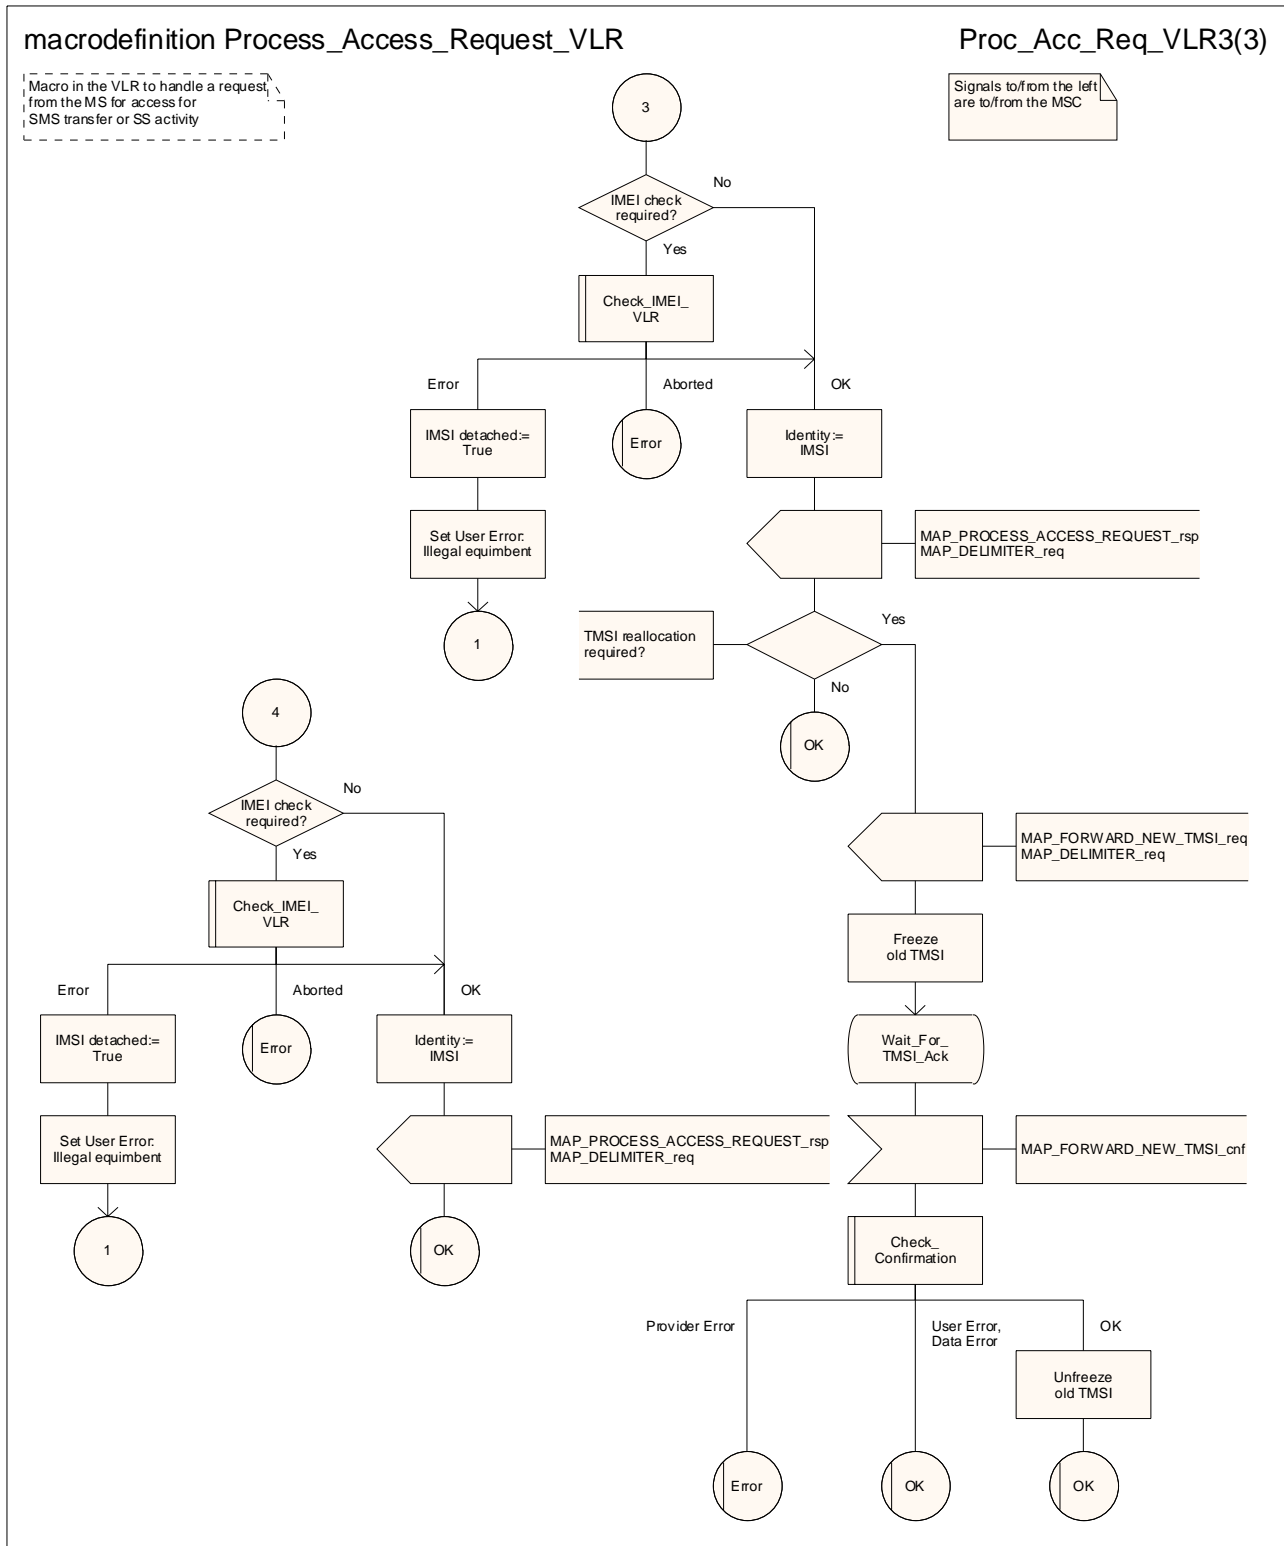 macrodefinition Process_Access_Request_VLR
Proc_Acc_Req_VLR3(3)
Macro in the VLR to handle a request
from the MS for access for
SMS transfer or SS activity
Signals to/from the left
are to/from the MSC
3
IMEI check
required?
No
Yes
Check_IMEI_
VLR
Error
Aborted
OK
IMSI detached:=
True
Error
Identity:=
IMSI
Set User Error:
Illegal equimbent
MAP_PROCESS_ACCESS_REQUEST_rsp
MAP_DELIMITER_req
1
TMSI reallocation
required?
Yes
No
OK
4
IMEI check
required?
No
Yes
Check_IMEI_
VLR
Error
Aborted
OK
IMSI detached:=
True
Error
Identity:=
IMSI
Set User Error:
Illegal equimbent
MAP_PROCESS_ACCESS_REQUEST_rsp
MAP_DELIMITER_req
1
OK
MAP_FORWARD_NEW_TMSI_req
MAP_DELIMITER_req
Freeze
old TMSI
Wait_For_
TMSI_Ack
MAP_FORWARD_NEW_TMSI_cnf
Check_
Confirmation
Provider Error
User Error,
Data Error
OK
Unfreeze
old TMSI
Error
OK
OK